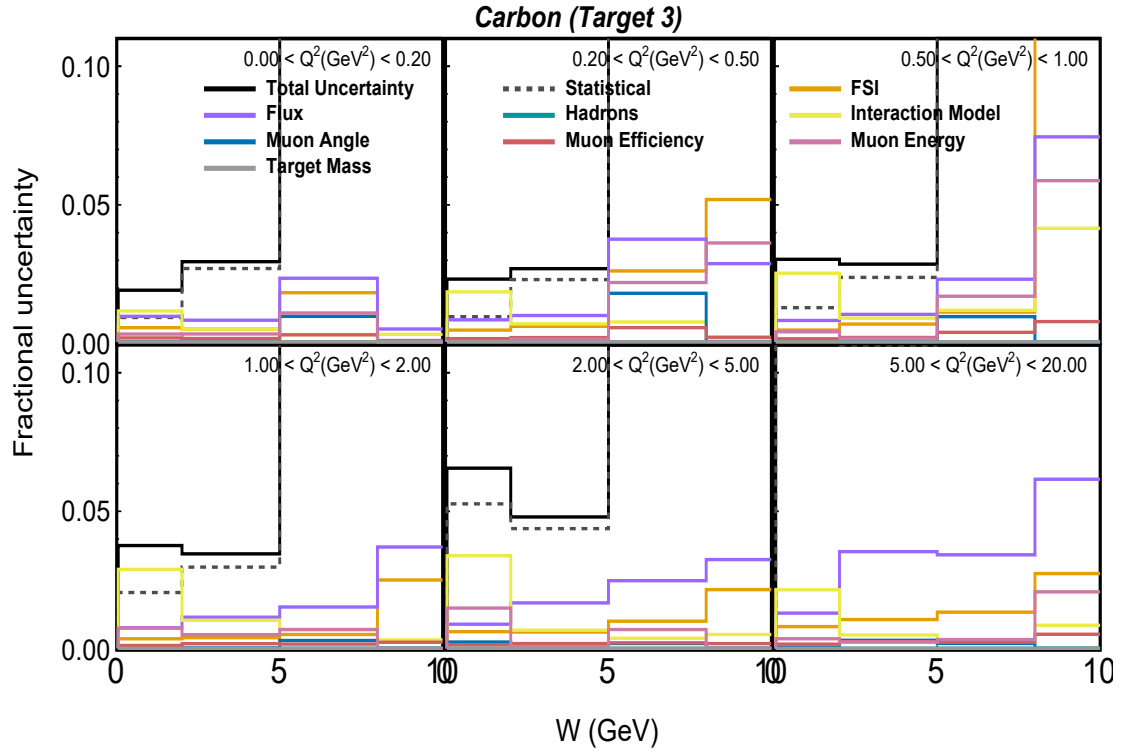 Carbon (Target 3)
0.00 < Q²(GeV²) < 0.20
0.20 < Q²(GeV²) < 0.50
0.50 < Q²(GeV²) < 1.00
Total Uncertainty
Statistical
FSI
Flux
Hadrons
Interaction Model
Muon Angle
Muon Efficiency
Muon Energy
Target Mass
0.10
0.05
0.00
1.00 < Q²(GeV²) < 2.00
2.00 < Q²(GeV²) < 5.00
5.00 < Q²(GeV²) < 20.00
0.10
0.05
0.00
Fractional uncertainty
0 5 10
0 5 10
0 5 10
W (GeV)